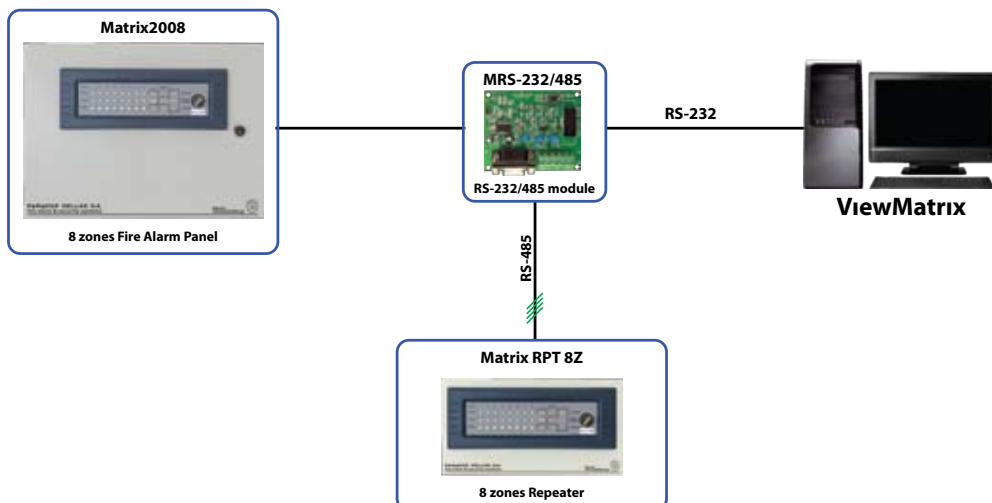 Matrix2008
8 zones Fire Alarm Panel
MRS-232/485
RS-232/485 module
RS-232
VıewMatrıx
RS-485
Matrix RPT 8Z
8 zones Repeater